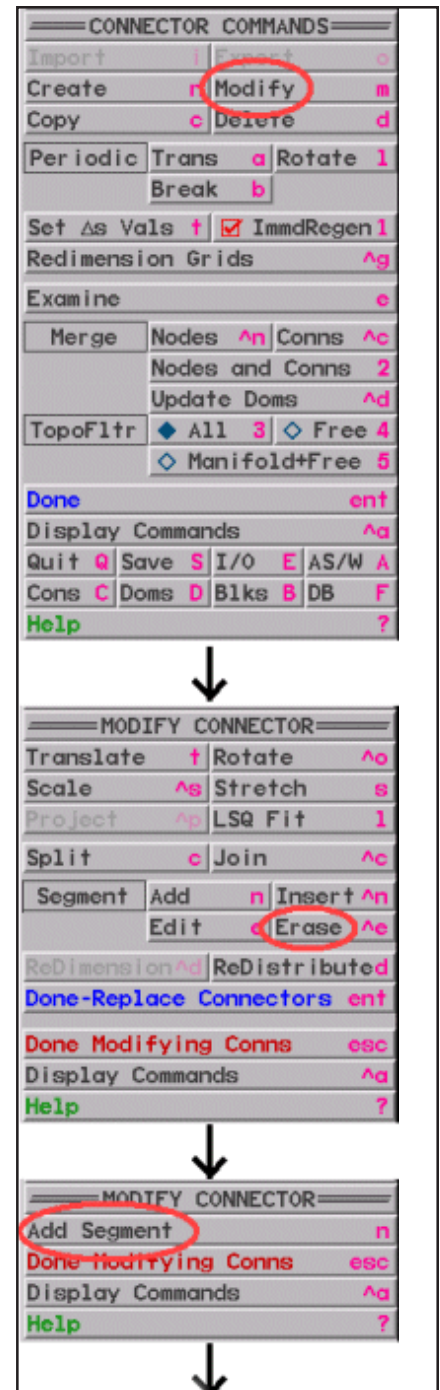 CONNECTOR COMMANDS
Import i Export o
Create n Modify m
Copy c Delete d
Periodic Trans a Rotate l
Break b
Set Δs Vals t ImmdRegen 1
Redimension Grids ^g
Examine e
Merge Nodes ^n Conns ^c
Nodes and Conns 2
Update Doms ^d
TopoFltr All 3 Free 4
Manifold+Free 5
Done ent
Display Commands ^a
Quit Q Save S I/O E AS/W A
Cons C Doms D Blks B DB F
Help ?
MODIFY CONNECTOR
Translate t Rotate ^o
Scale ^s Stretch s
Project ^p LSQ Fit l
Split c Join ^c
Segment Add n Insert ^n
Edit e Erase ^e
ReDimension ^d ReDistribute d
Done-Replace Connectors ent
Done Modifying Conns esc
Display Commands ^a
Help ?
MODIFY CONNECTOR
Add Segment n
Done Modifying Conns esc
Display Commands ^a
Help ?